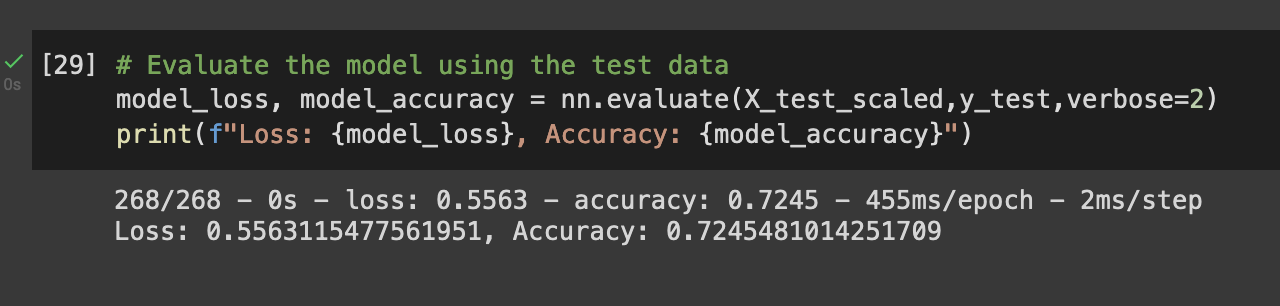 [29] # Evaluate the model using the test data
0s
model_loss, model_accuracy = nn.evaluate(X_test_scaled,y_test,verbose=2)
print(f"Loss: {model_loss}, Accuracy: {model_accuracy}")
268/268 - 0s - loss: 0.5563 - accuracy: 0.7245 - 455ms/epoch - 2ms/step
Loss: 0.5563115477561951, Accuracy: 0.7245481014251709